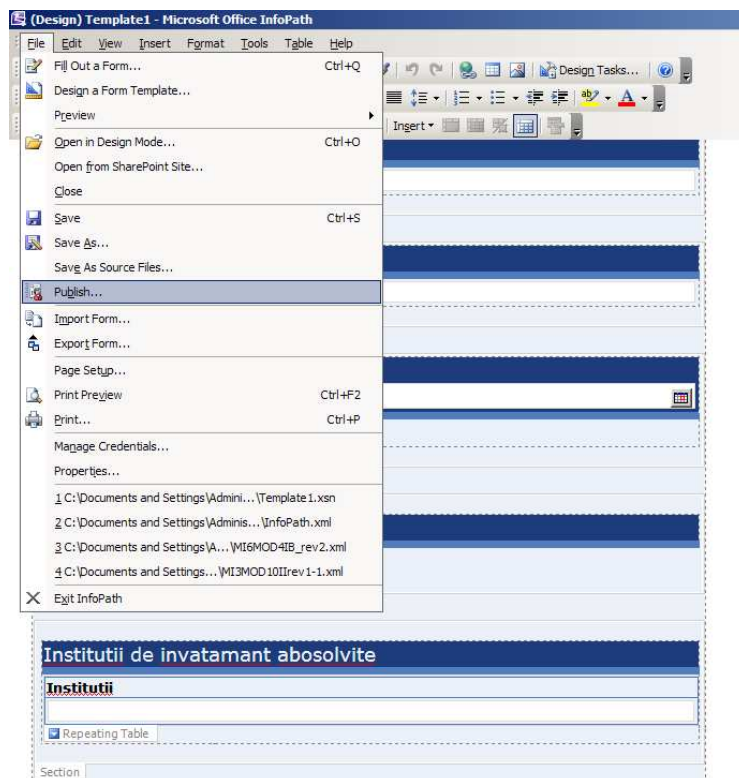 (Design) Template1 - Microsoft Office InfoPath
File Edit View Insert Format Tools Table Help
Fill Out a Form... Ctrl+Q
Design Tasks...
Design a Form Template...
Preview
Insert
Open in Design Mode... Ctrl+O
Open from SharePoint Site...
Close
Save Ctrl+S
Save As...
Save As Source Files...
Publish...
Import Form...
Export Form...
Page Setup...
Print Preview Ctrl+F2
Print... Ctrl+P
Manage Credentials...
Properties...
1 C:\Documents and Settings\Admini...\Template1.xsn
2 C:\Documents and Settings\Adminis...\InfoPath.xml
3 C:\Documents and Settings\A...\MI6MOD4IB_rev2.xml
4 C:\Documents and Settings...\MI3MOD10IIrev1-1.xml
Exit InfoPath
Institutii de invatamant abosolvite
Institutii
Repeating Table
Section